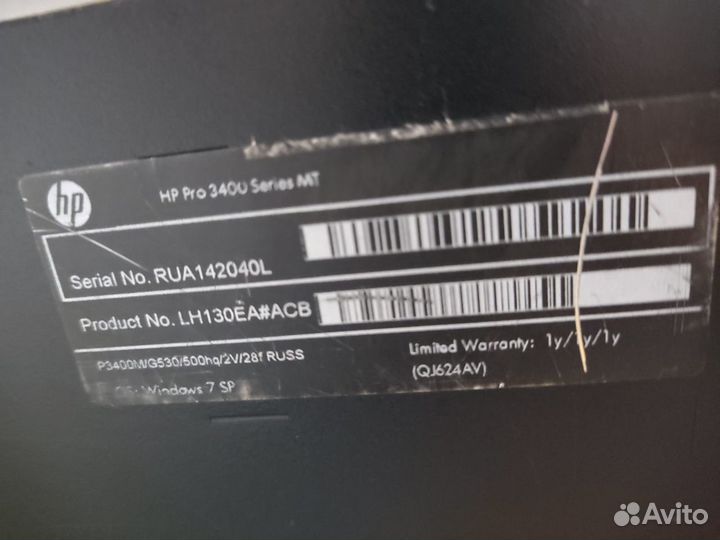 hp
HP Pro 3400 Series MT
Serial No. RUA142040L
Product No. LH130EA#ACB
P3400M/G530/500hq/2V/28f RUSS
Limited Warranty: 1y/1y/1y
(QJ624AV)
Windows 7 SP
Avito